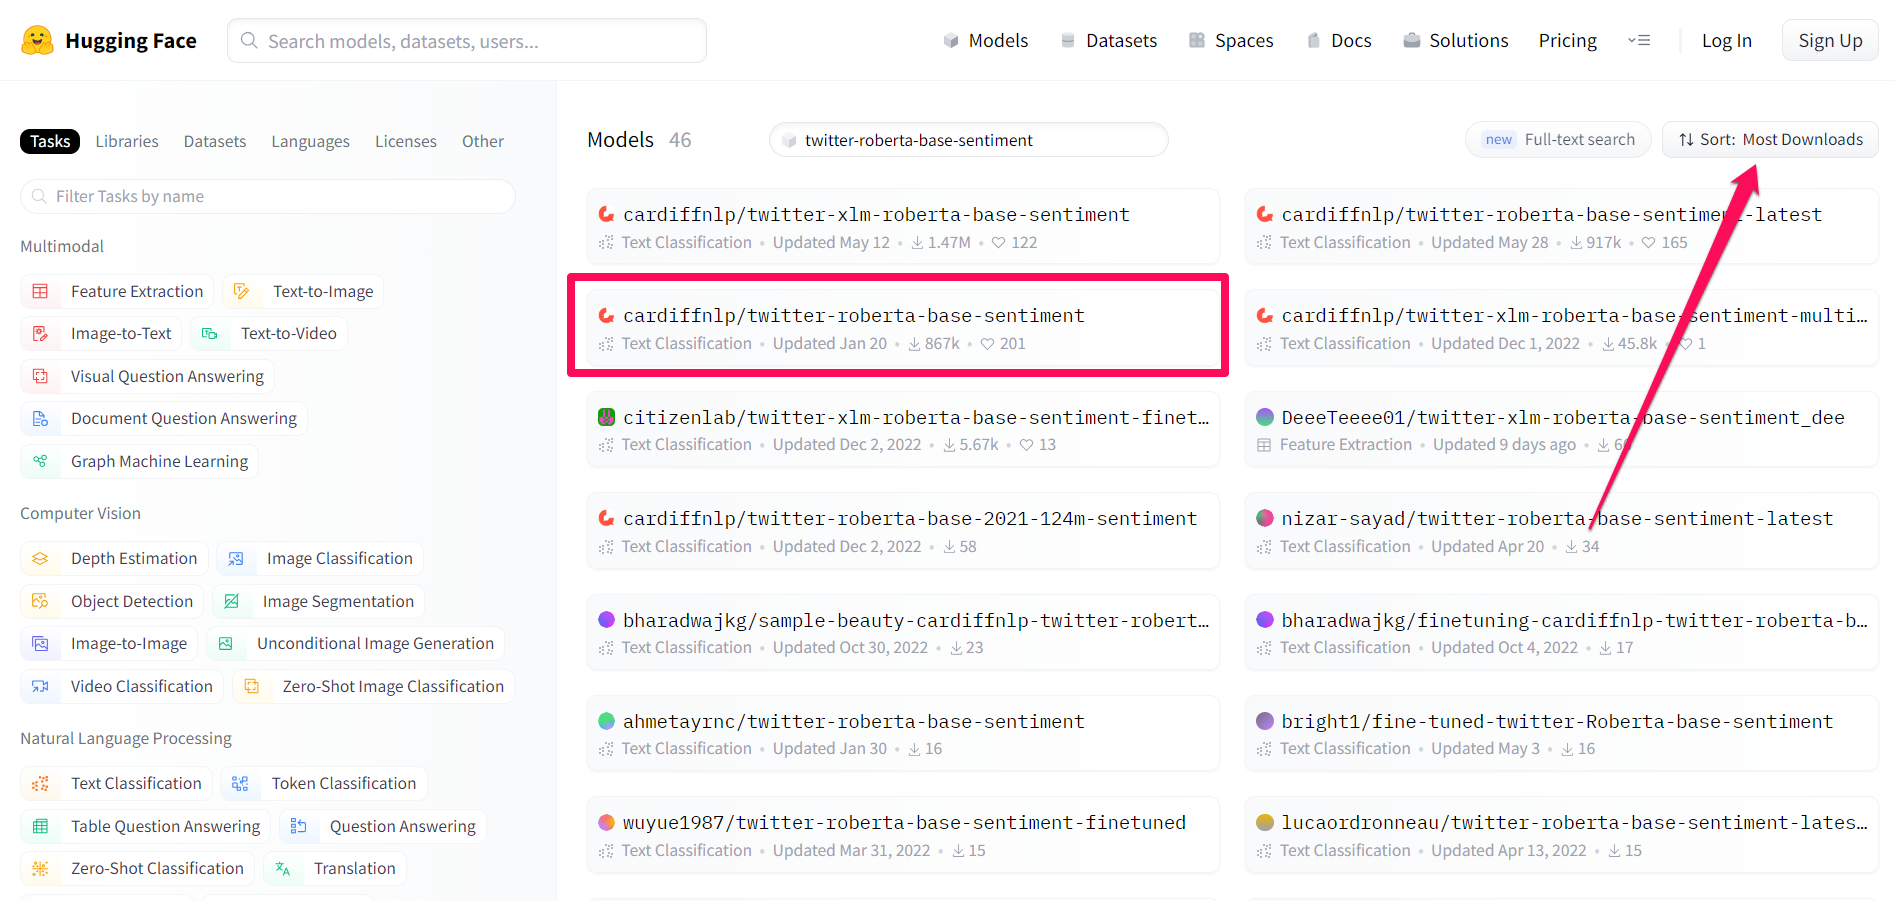 Hugging Face
Search models, datasets, users...
Models
Datasets
Spaces
Docs
Solutions
Pricing
Log In
Sign Up
Tasks
Libraries
Datasets
Languages
Licenses
Other
Filter Tasks by name
Multimodal
Feature Extraction
Text-to-Image
Image-to-Text
Text-to-Video
Visual Question Answering
Document Question Answering
Graph Machine Learning
Computer Vision
Depth Estimation
Image Classification
Object Detection
Image Segmentation
Image-to-Image
Unconditional Image Generation
Video Classification
Zero-Shot Image Classification
Natural Language Processing
Text Classification
Token Classification
Table Question Answering
Question Answering
Zero-Shot Classification
Translation
Models 46
twitter-roberta-base-sentiment
new Full-text search
Sort: Most Downloads
cardiffnlp/twitter-xlm-roberta-base-sentiment
Text Classification • Updated May 12 • 1.47M • 122
cardiffnlp/twitter-roberta-base-sentiment-latest
Text Classification • Updated May 28 • 917k • 165
cardiffnlp/twitter-roberta-base-sentiment
Text Classification • Updated Jan 20 • 867k • 201
cardiffnlp/twitter-xlm-roberta-base-sentiment-multi…
Text Classification • Updated Dec 1, 2022 • 45.8k • 1
citizenlab/twitter-xlm-roberta-base-sentiment-finet…
Text Classification • Updated Dec 2, 2022 • 5.67k • 13
DeeeTeeee01/twitter-xlm-roberta-base-sentiment_dee
Feature Extraction • Updated 9 days ago •
cardiffnlp/twitter-roberta-base-2021-124m-sentiment
Text Classification • Updated Dec 2, 2022 • 58
nizar-sayad/twitter-roberta-base-sentiment-latest
Text Classification • Updated Apr 20 • 34
bharadwajkg/sample-beauty-cardiffnlp-twitter-robert…
Text Classification • Updated Oct 30, 2022 • 23
bharadwajkg/finetuning-cardiffnlp-twitter-roberta-b…
Text Classification • Updated Oct 4, 2022 • 17
ahmetayrnc/twitter-roberta-base-sentiment
Text Classification • Updated Jan 30 • 16
bright1/fine-tuned-twitter-Roberta-base-sentiment
Text Classification • Updated May 3 • 16
wuyue1987/twitter-roberta-base-sentiment-finetuned
Text Classification • Updated Mar 31, 2022 • 15
lucaordronneau/twitter-roberta-base-sentiment-lates…
Text Classification • Updated Apr 13, 2022 • 15